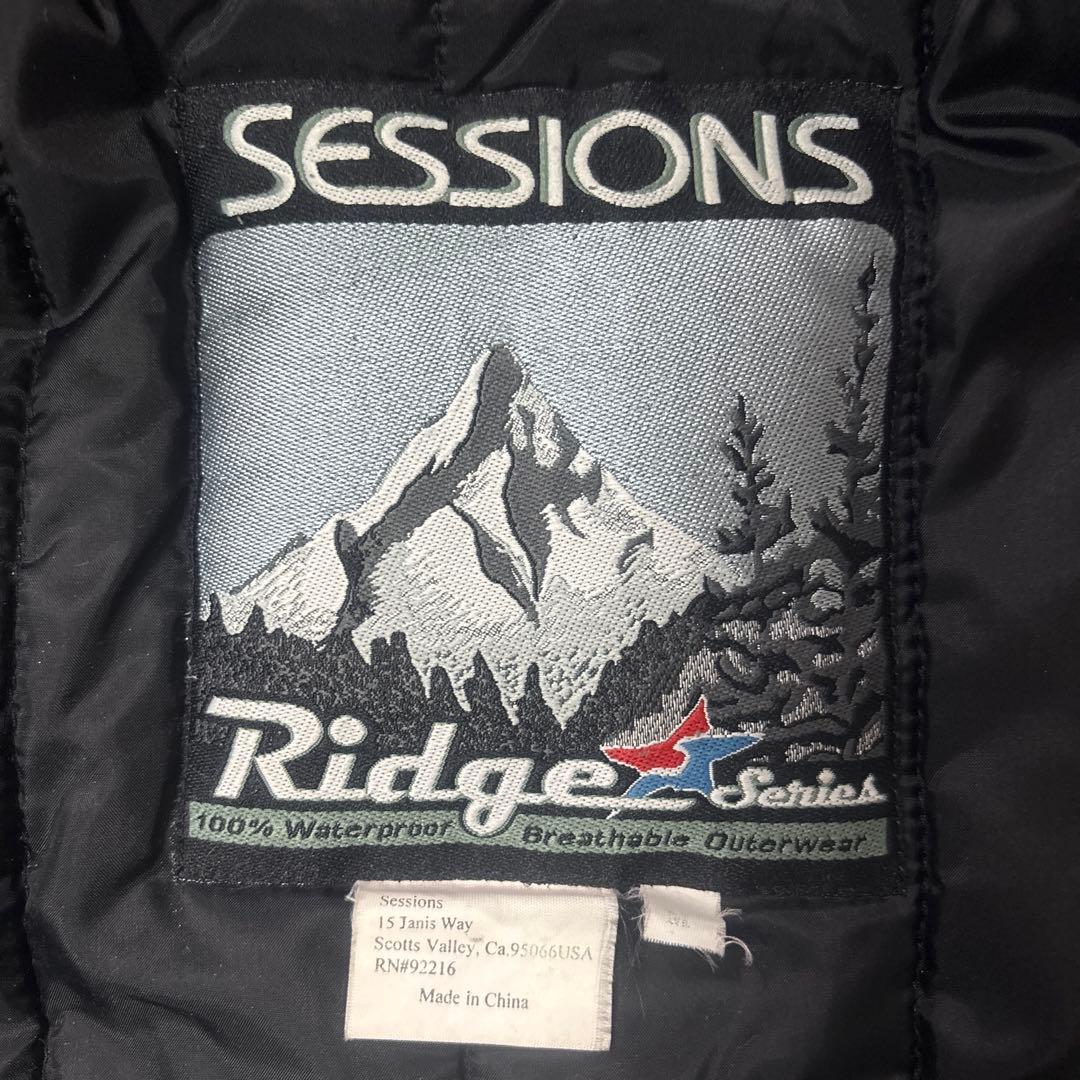 SESSIONS
Ridge Series
100% Waterproof Breathable Outerwear
Sessions
15 Janis Way
Scotts Valley, Ca.95066USA
RN#92216
Made in China